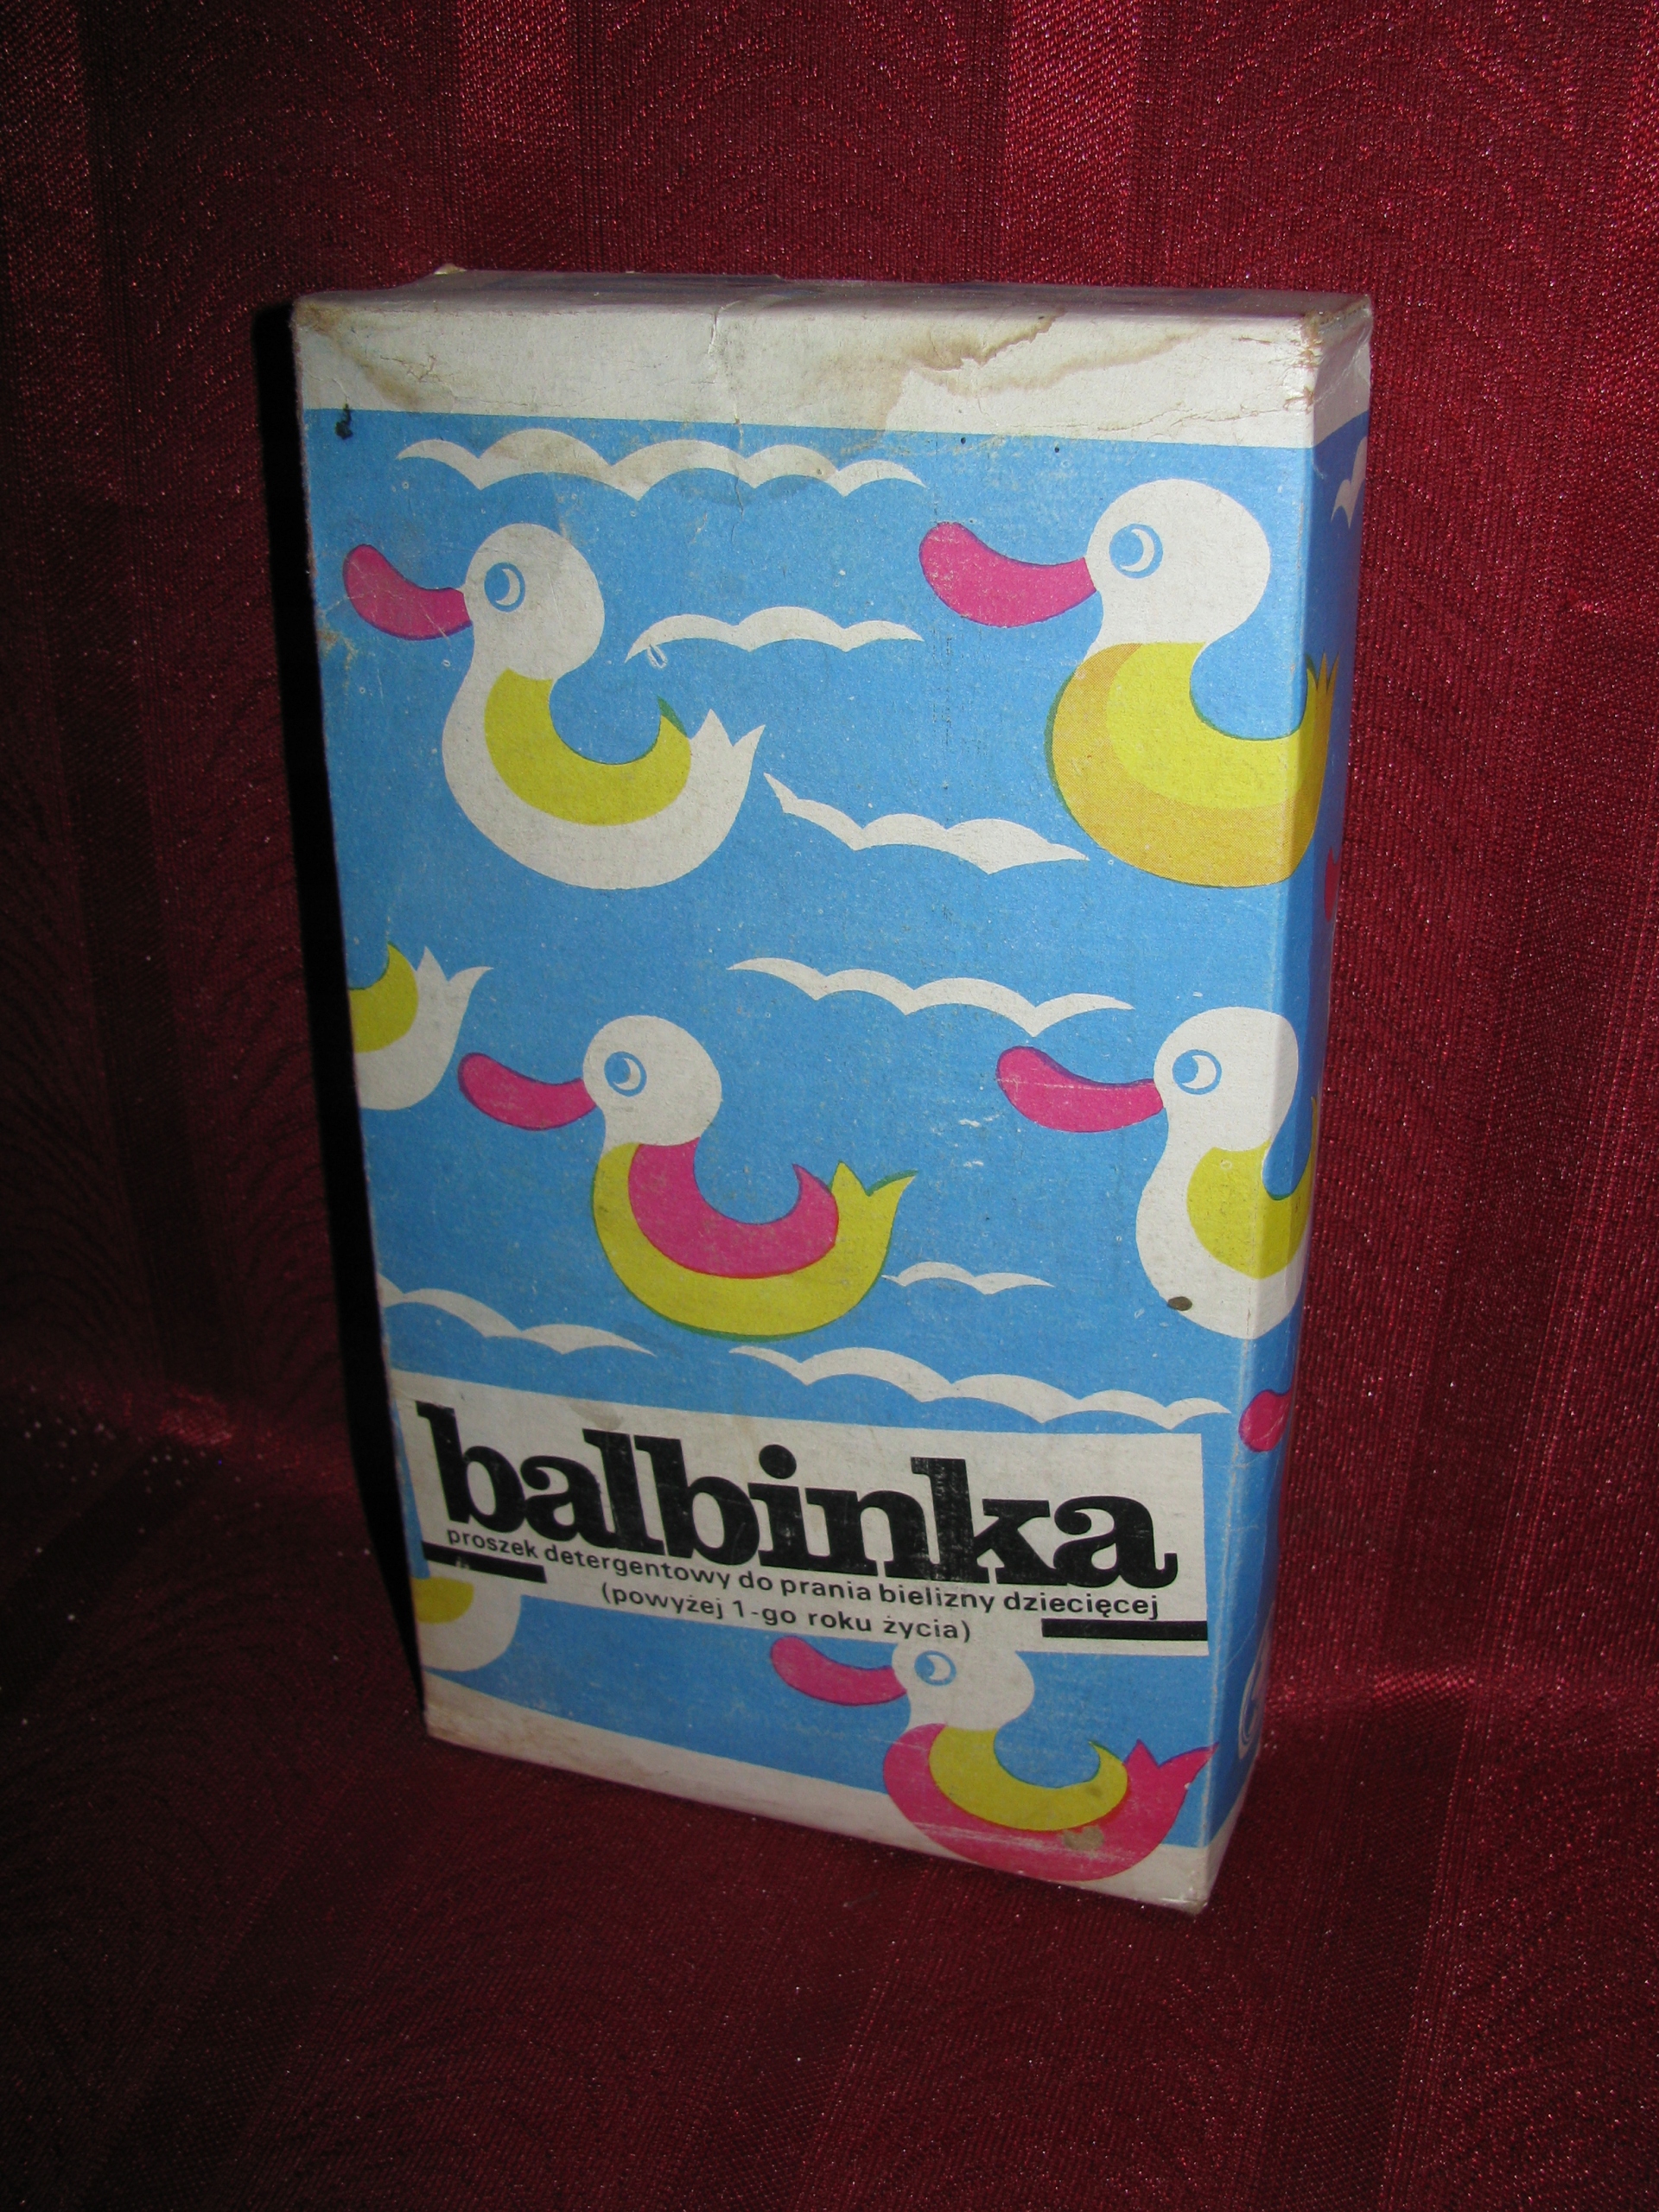 balbinka
proszek detergentowy do prania bielizny dziecięcej
(powyżej 1-go roku życia)